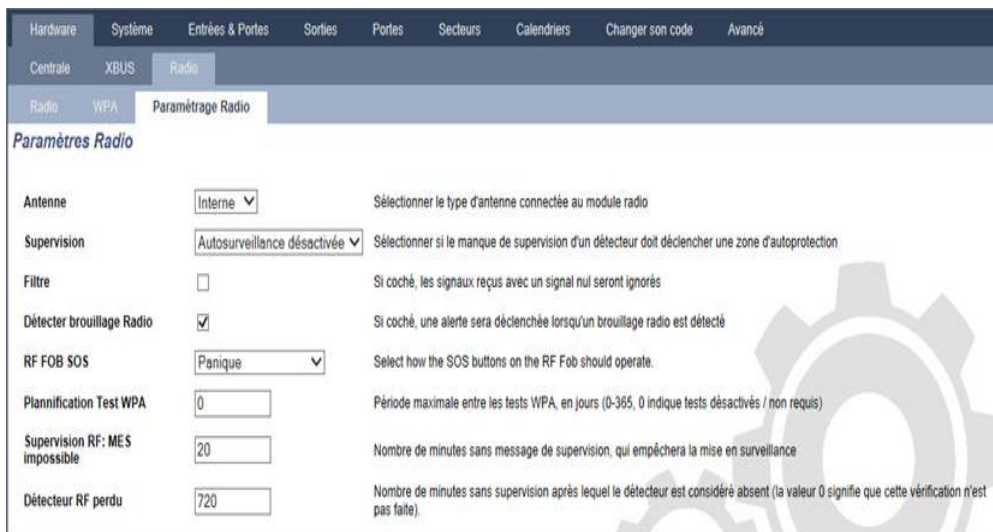 Hardware Système Entrées & Portes Sorties Portes Secteurs Calendriers Changer son code Avancé
Centrale XBUS Radio
Radio WPA Paramétrage Radio
Paramètres Radio
Antenne Interne Sélectionner le type d'antenne connectée au module radio
Supervision Autosurveillance désactivée Sélectionner si le manque de supervision d'un détecteur doit déclencher une zone d'autoprotection
Filtre Si coché, les signaux reçus avec un signal nul seront ignorés
Détecter brouillage Radio Si coché, une alerte sera déclenchée lorsqu'un brouillage radio est détecté
RF FOB SOS Panique Select how the SOS buttons on the RF Fob should operate.
Plannification Test WPA 0 Période maximale entre les tests WPA, en jours (0-365, 0 indique tests désactivés / non requis)
Supervision RF: MES
impossible 20 Nombre de minutes sans message de supervision, qui empêchera la mise en surveillance
Détecteur RF perdu 720 Nombre de minutes sans supervision après lequel le détecteur est considéré absent (la valeur 0 signifie que cette vérification n'est
pas faite).